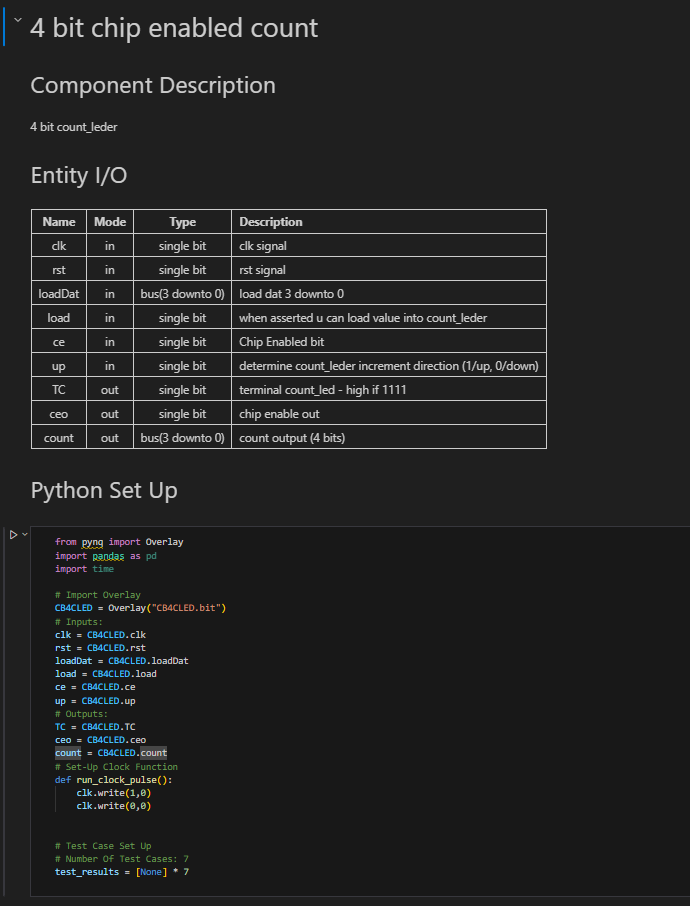 4 bit chip enabled count
Component Description
4 bit count_leder
Entity I/O
Name Mode Type Description
clk in single bit clk signal
rst in single bit rst signal
loadDat in bus(3 downto 0) load dat 3 downto 0
load in single bit when asserted u can load value into count_leder
ce in single bit Chip Enabled bit
up in single bit determine count_leder increment direction (1/up, 0/down)
TC out single bit terminal count_led - high if 1111
ceo out single bit chip enable out
count out bus(3 downto 0) count output (4 bits)
Python Set Up
from pynq import Overlay
import pandas as pd
import time
# Import Overlay
CB4CLED = Overlay("CB4CLED.bit")
# Inputs:
clk = CB4CLED.clk
rst = CB4CLED.rst
loadDat = CB4CLED.loadDat
load = CB4CLED.load
ce = CB4CLED.ce
up = CB4CLED.up
# Outputs:
TC = CB4CLED.TC
ceo = CB4CLED.ceo
count = CB4CLED.count
# Set-Up Clock Function
def run_clock_pulse():
    clk.write(1,0)
    clk.write(0,0)
# Test Case Set Up
# Number Of Test Cases: 7
test_results = [None] * 7